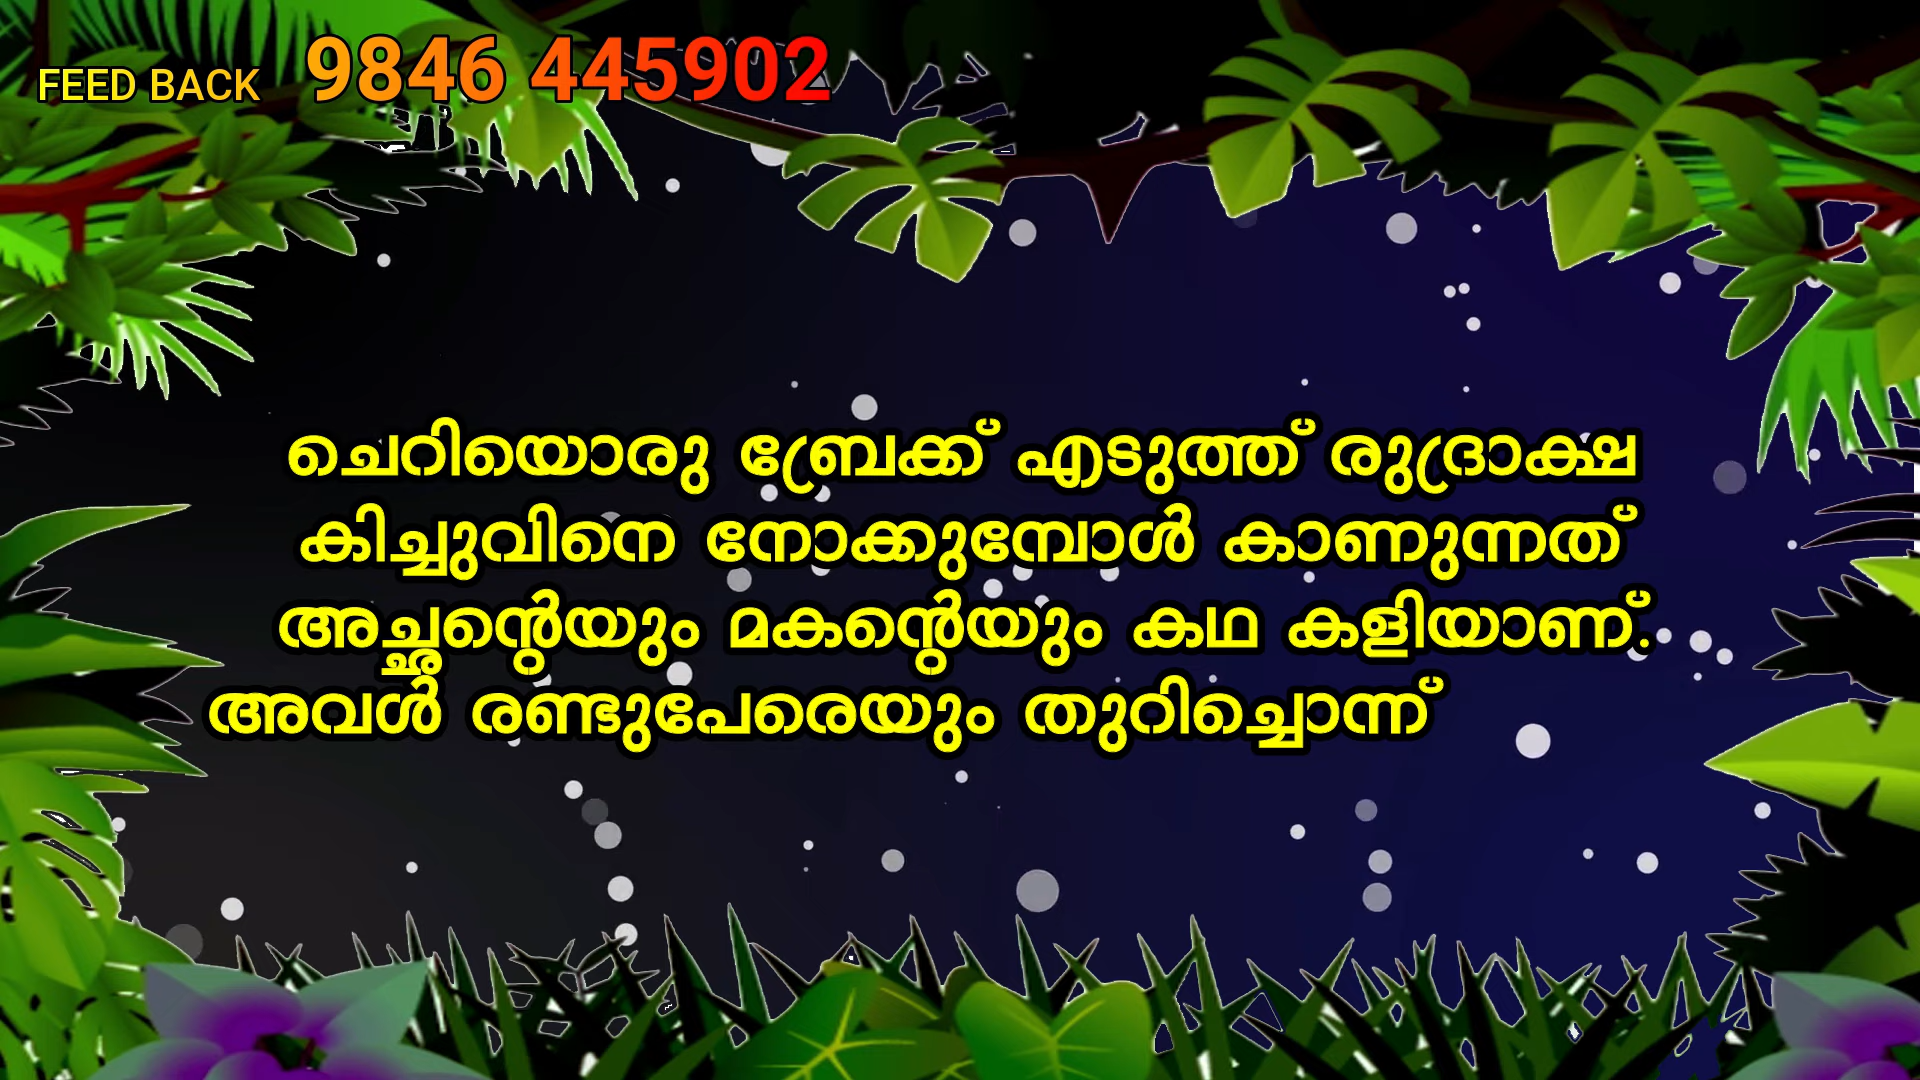 FEED BACK 9846 445902
ചെറിയൊരു ബ്രേക്ക് എടുത്ത് രുദ്രാക്ഷ
കിച്ചുവിനെ നോക്കുമ്പോൾ കാണുന്നത്
അച്ഛന്റെയും മകന്റെയും കഥ കളിയാണ്.
അവൾ രണ്ടുപേരെയും തുറിച്ചൊന്ന്